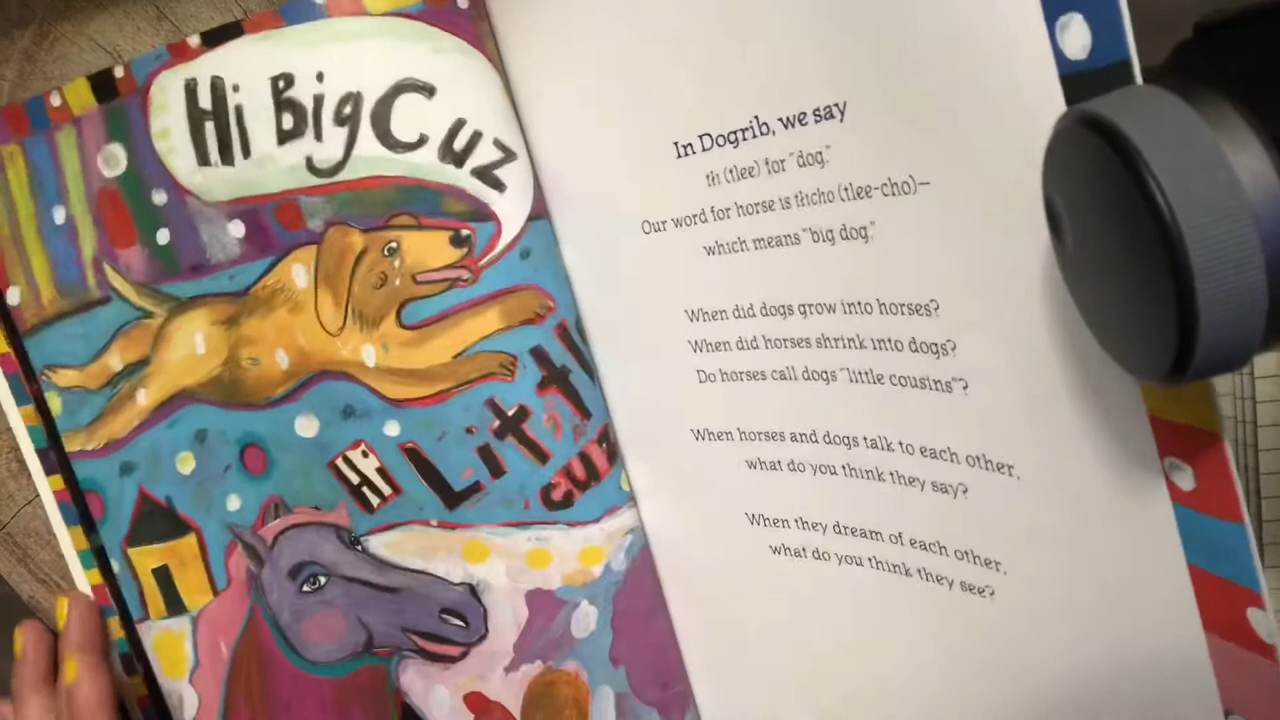 Hi Big Cuz
Hi
cuz
In Dogrib, we say
tłı (tlee) for "dog."
Our word for horse is tłıcho (tlee-cho)—
which means "big dog."
When did dogs grow into horses?
When did horses shrink into dogs?
Do horses call dogs "little cousins"?
When horses and dogs talk to each other,
what do you think they say?
When they dream of each other,
what do you think they see?